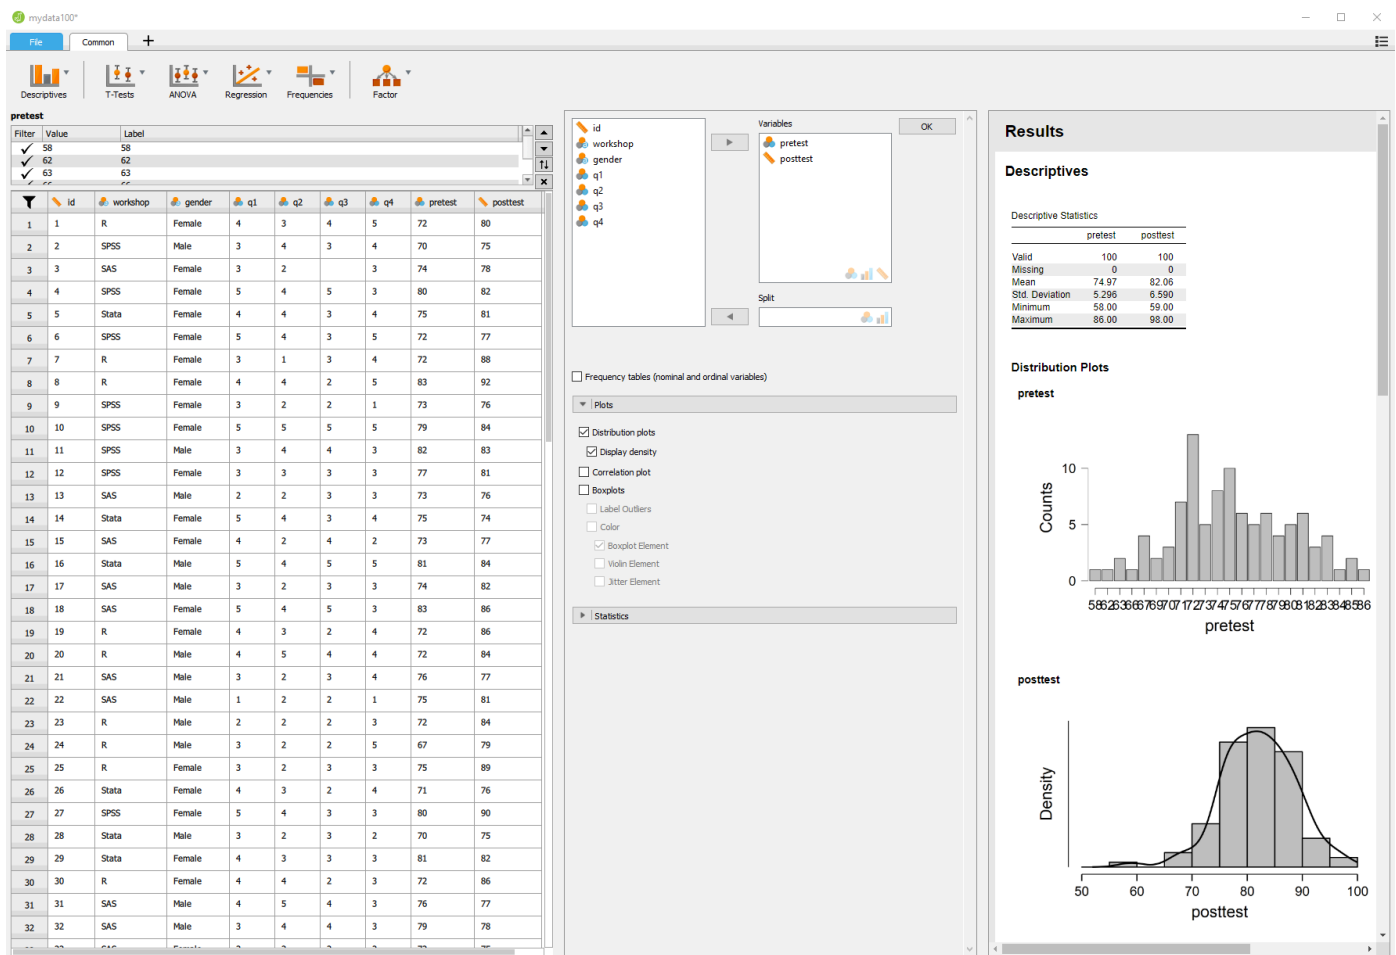 mydata100*
File Common +
Descriptives T-Tests ANOVA Regression Frequencies Factor
pretest
Filter Value Label
58 58
62 62
63 63
id workshop gender q1 q2 q3 q4 pretest posttest
1 1 R Female 4 3 4 5 72 80
2 2 SPSS Male 3 4 3 4 70 75
3 3 SAS Female 3 2 3 74 78
4 4 SPSS Female 5 4 5 3 80 82
5 5 Stata Female 4 4 3 4 75 81
6 6 SPSS Female 5 4 3 5 72 77
7 7 R Female 3 1 3 4 72 88
8 8 R Female 4 4 2 5 83 92
9 9 SPSS Female 3 2 2 1 73 76
10 10 SPSS Female 5 5 5 5 79 84
11 11 SPSS Male 3 4 4 3 82 83
12 12 SPSS Female 3 3 3 3 77 81
13 13 SAS Male 2 2 3 3 73 76
14 14 Stata Female 5 4 3 4 75 74
15 15 SAS Female 4 2 4 2 73 77
16 16 Stata Male 5 4 5 5 81 84
17 17 SAS Male 3 2 3 3 74 82
18 18 SAS Female 5 4 5 3 83 86
19 19 R Female 4 3 2 4 72 86
20 20 R Male 4 5 4 4 72 84
21 21 SAS Male 3 2 3 4 76 77
22 22 SAS Male 1 2 2 1 75 81
23 23 R Male 2 2 2 3 72 84
24 24 R Male 3 2 2 5 67 79
25 25 R Female 3 2 3 3 75 89
26 26 Stata Female 4 3 2 4 71 76
27 27 SPSS Female 5 4 3 3 80 90
28 28 Stata Male 3 2 3 2 70 75
29 29 Stata Female 4 3 3 3 81 82
30 30 R Female 4 4 2 3 72 86
31 31 SAS Male 4 5 4 3 76 77
32 32 SAS Male 3 4 4 3 79 78
id
workshop
gender
q1
q2
q3
q4
Variables
OK
pretest
posttest
Split
Frequency tables (nominal and ordinal variables)
Plots
Distribution plots
Display density
Correlation plot
Boxplots
Label Outliers
Color
Boxplot Element
Violin Element
Jitter Element
Statistics
Results
Descriptives
Descriptive Statistics
pretest posttest
Valid 100 100
Missing 0 0
Mean 74.97 82.06
Std. Deviation 5.296 6.590
Minimum 58.00 59.00
Maximum 86.00 98.00
Distribution Plots
pretest
10
5
0
Counts
pretest
posttest
Density
50 60 70 80 90 100
posttest